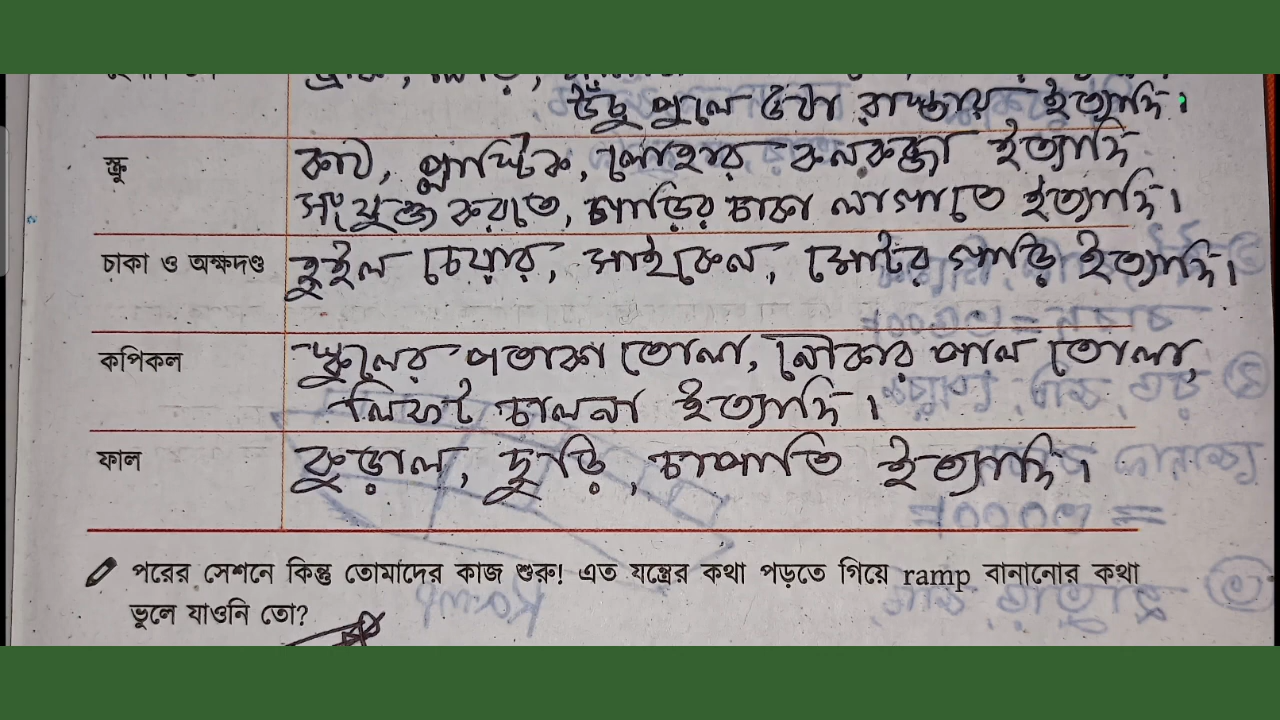 উঁচু পুলে ওঠা রাস্তায় ইত্যাদি।
স্ক্রু
কাঠ, প্লাস্টিক, লোহার কলকব্জা ইত্যাদি
সংযুক্ত করতে, গাড়ির চাকা লাগাতে ইত্যাদি।
চাকা ও অক্ষদণ্ড
হুইল চেয়ার, সাইকেল, মোটর গাড়ি ইত্যাদি।
কপিকল
স্কুলের পতাকা তোলা, নৌকার পাল তোলা,
লিফট চালনা ইত্যাদি।
ফাল
কুড়াল, ছুড়ি, চাপাতি ইত্যাদি।
পরের সেশনে কিন্তু তোমাদের কাজ শুরু! এত যন্ত্রের কথা পড়তে গিয়ে ramp বানানোর কথা
ভুলে যাওনি তো?